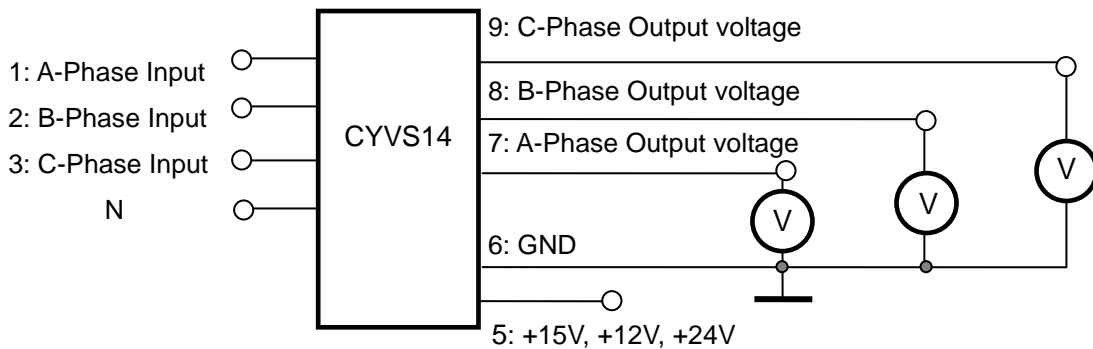 9: C-Phase Output voltage
1: A-Phase Input
8: B-Phase Output voltage
2: B-Phase Input
CYVS14
7: A-Phase Output voltage
3: C-Phase Input
V
V
V
N
6: GND
5: +15V, +12V, +24V